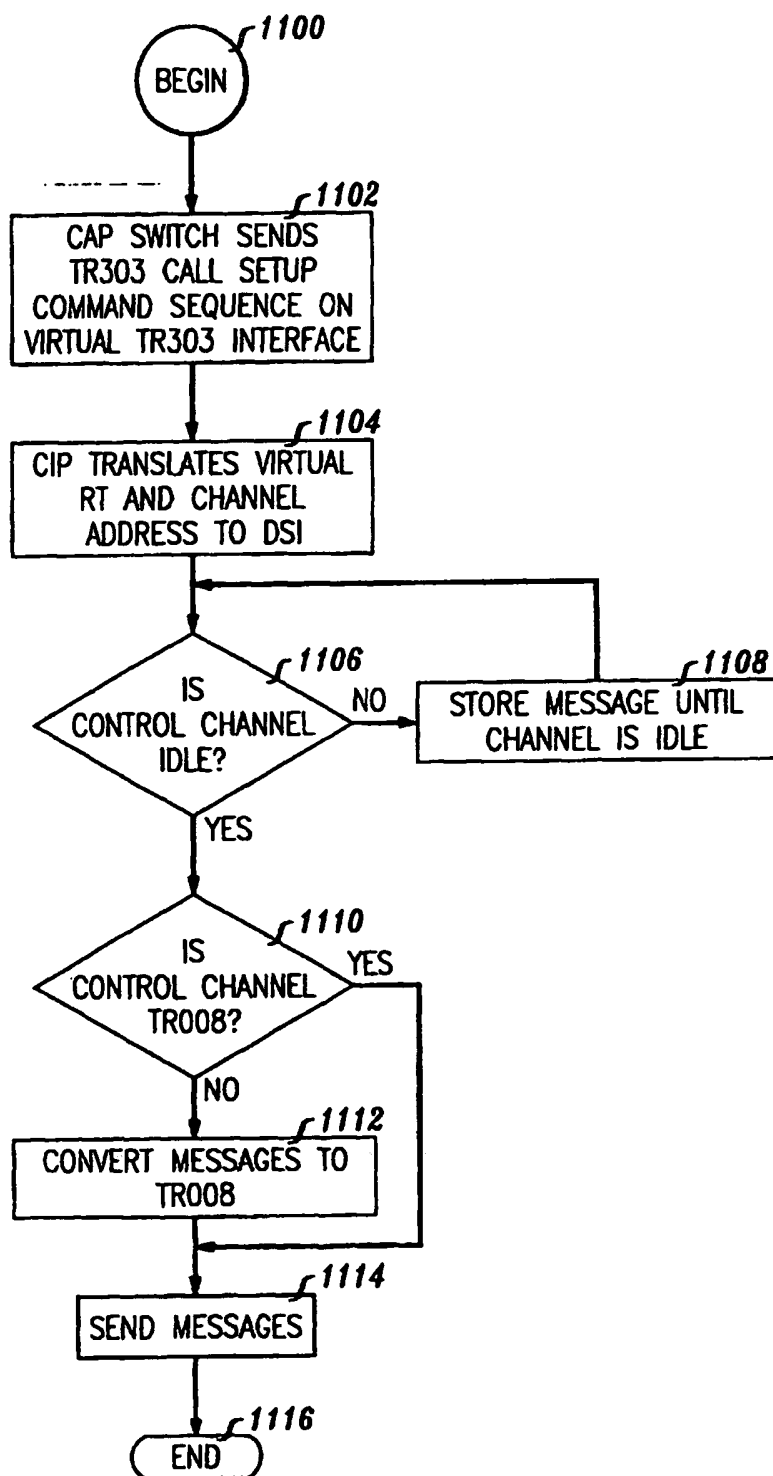 1100
BEGIN
1102
CAP SWITCH SENDS
TR303 CALL SETUP
COMMAND SEQUENCE ON
VIRTUAL TR303 INTERFACE
1104
CIP TRANSLATES VIRTUAL
RT AND CHANNEL
ADDRESS TO DSI
1106
IS
CONTROL CHANNEL
IDLE?
NO
1108
STORE MESSAGE UNTIL
CHANNEL IS IDLE
YES
1110
IS
CONTROL CHANNEL
TR008?
YES
NO
1112
CONVERT MESSAGES TO
TR008
1114
SEND MESSAGES
1116
END